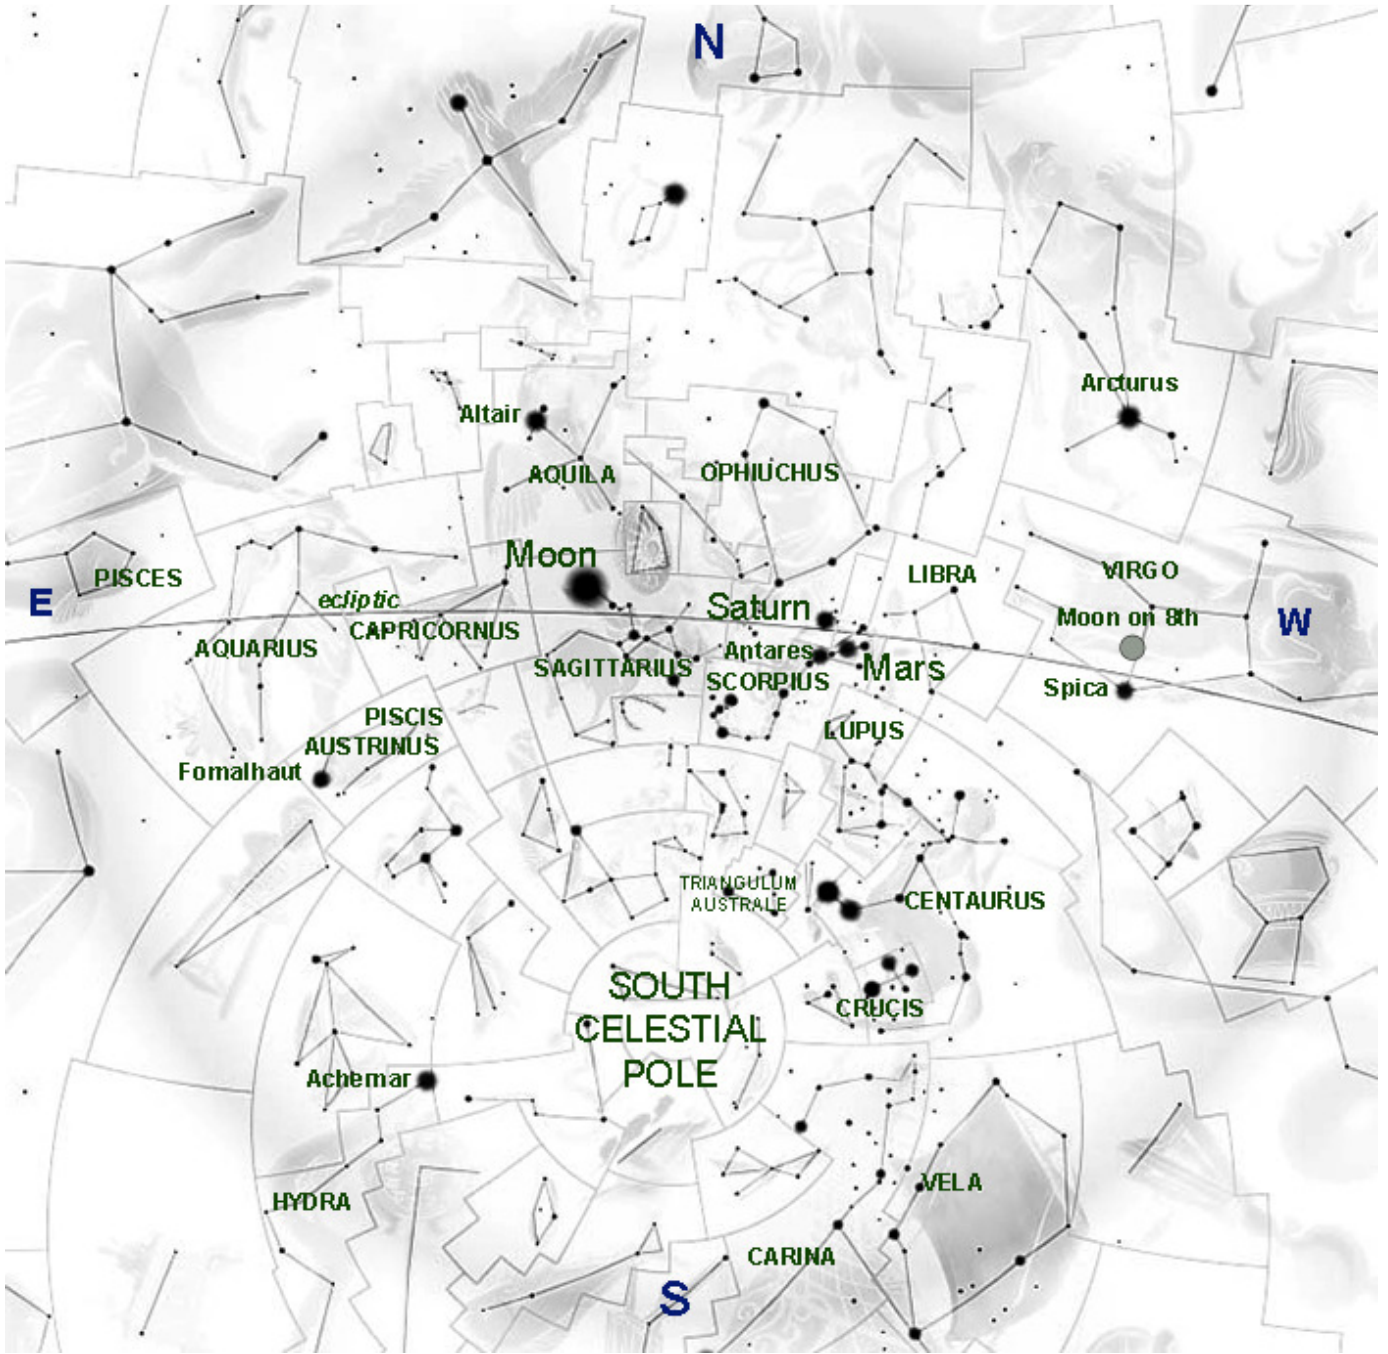 N
Arcturus
Altair
AQUILA
OPHIUCHUS
Moon
PISCES
LIBRA
VIRGO
E
ecliptic
Saturn
Moon on 8th
W
CAPRICORNUS
AQUARIUS
Antares
SAGITTARIUS
Mars
SCORPIUS
Spica
PISCIS
AUSTRINUS
LUPUS
Fomalhaut
TRIANGULUM
AUSTRALE
CENTAURUS
SOUTH
CELESTIAL
POLE
CRUCIS
Achernar
VELA
HYDRA
CARINA
S